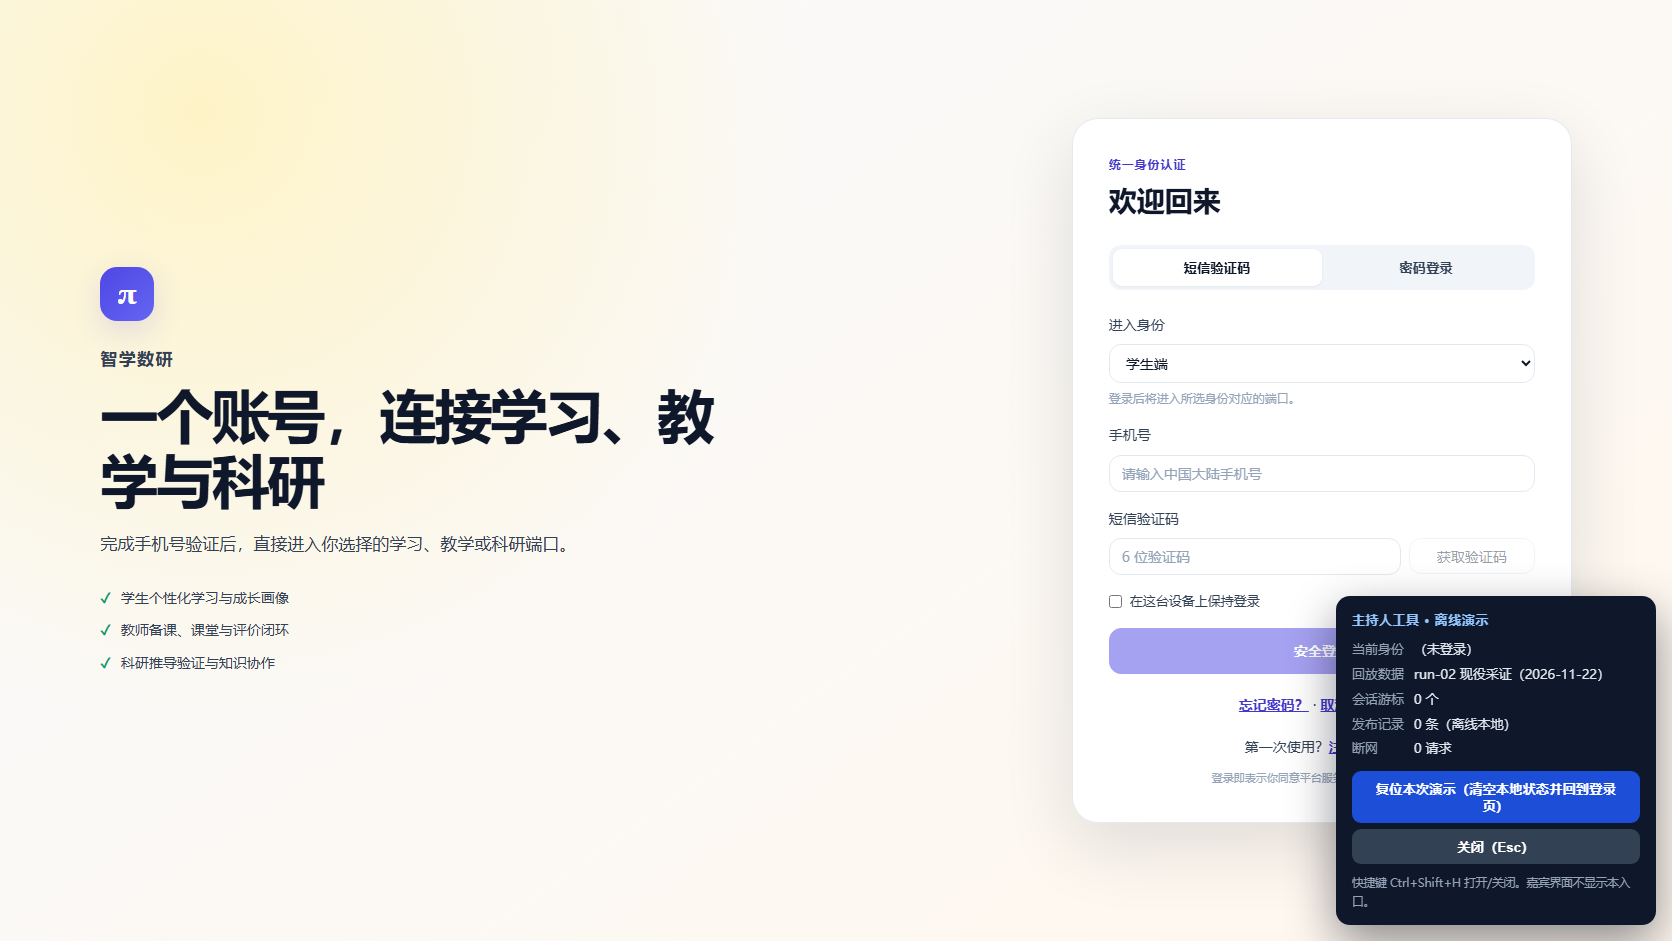 π
智学数研
一个账号，连接学习、教
学与科研
完成手机号验证后，直接进入你选择的学习、教学或科研端口。
✓ 学生个性化学习与成长画像
✓ 教师备课、课堂与评价闭环
✓ 科研推导验证与知识协作
统一身份认证
欢迎回来
短信验证码 密码登录
进入身份
学生端
登录后将进入所选身份对应的端口。
手机号
请输入中国大陆手机号
短信验证码
6 位验证码 获取验证码
在这台设备上保持登录
安全登
忘记密码？ · 取
第一次使用？
登录即表示你同意平台服
主持人工具 • 离线演示
当前身份 （未登录）
回放数据 run-02 现役采证（2026-11-22）
会话游标 0 个
发布记录 0 条（离线本地）
断网 0 请求
复位本次演示（清空本地状态并回到登录
页）
关闭（Esc）
快捷键 Ctrl+Shift+H 打开/关闭。嘉宾界面不显示本入
口。